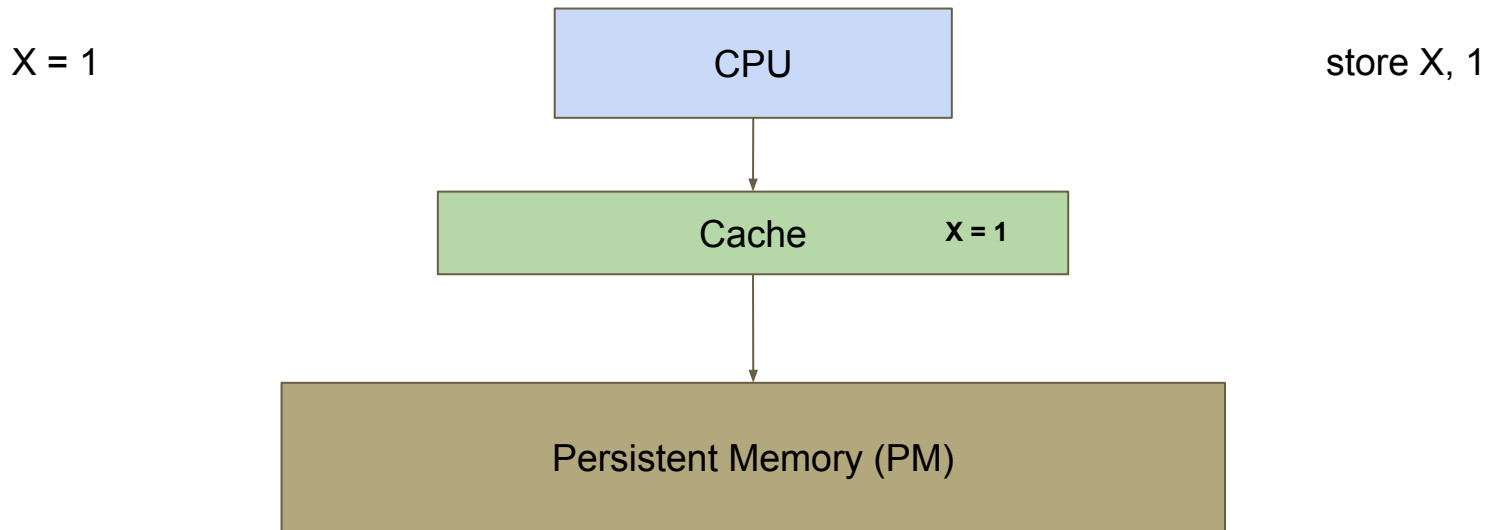 X = 1
CPU
store X, 1
Cache
X = 1
Persistent Memory (PM)